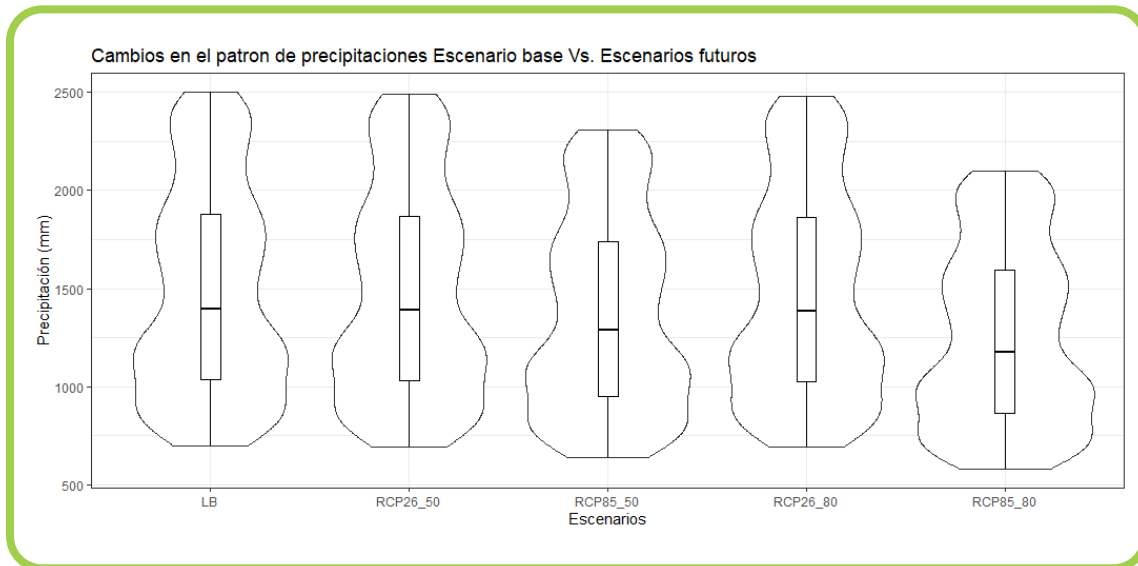 Cambios en el patron de precipitaciones Escenario base Vs. Escenarios futuros
Precipitación (mm)
2500
2000
1500
1000
500
LB RCP26_50 RCP85_50 RCP26_80 RCP85_80
Escenarios